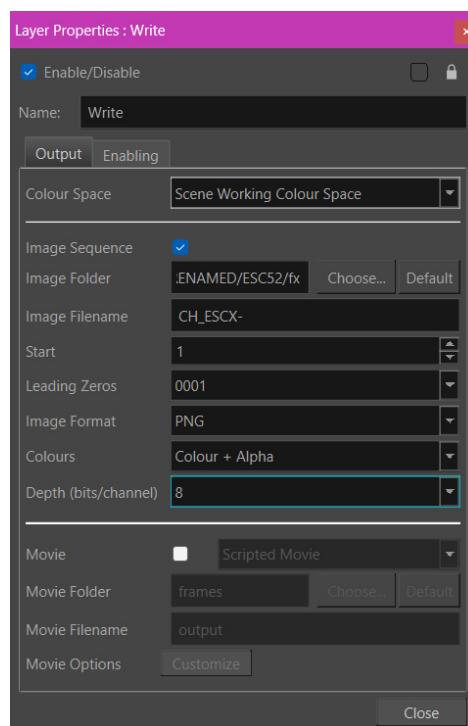 Layer Properties : Write
Enable/Disable
Name: Write
Output Enabling
Colour Space Scene Working Colour Space
Image Sequence
Image Folder :ENAMED/ESC52/fx Choose... Default
Image Filename CH_ESCX-
Start 1
Leading Zeros 0001
Image Format PNG
Colours Colour + Alpha
Depth (bits/channel) 8
Movie Scripted Movie
Movie Folder frames Choose... Default
Movie Filename output
Movie Options Customize
Close